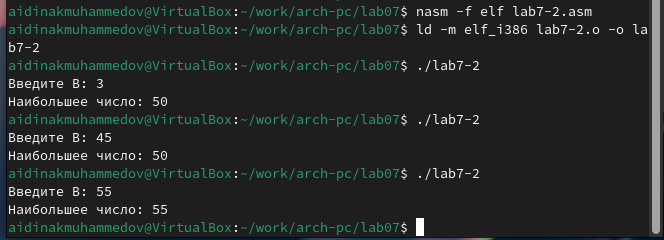 aidinakmuhammedov@VirtualBox:~/work/arch-pc/lab07$ nasm -f elf lab7-2.asm
aidinakmuhammedov@VirtualBox:~/work/arch-pc/lab07$ ld -m elf_i386 lab7-2.o -o la
b7-2
aidinakmuhammedov@VirtualBox:~/work/arch-pc/lab07$ ./lab7-2
Введите B: 3
Наибольшее число: 50
aidinakmuhammedov@VirtualBox:~/work/arch-pc/lab07$ ./lab7-2
Введите B: 45
Наибольшее число: 50
aidinakmuhammedov@VirtualBox:~/work/arch-pc/lab07$ ./lab7-2
Введите B: 55
Наибольшее число: 55
aidinakmuhammedov@VirtualBox:~/work/arch-pc/lab07$